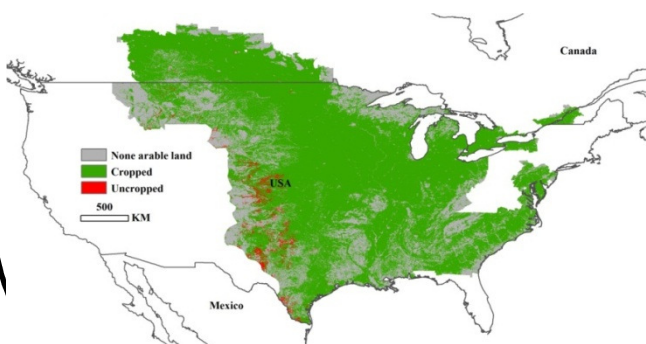 Canada
None arable land
Cropped
Uncropped
USA
500
KM
Mexico